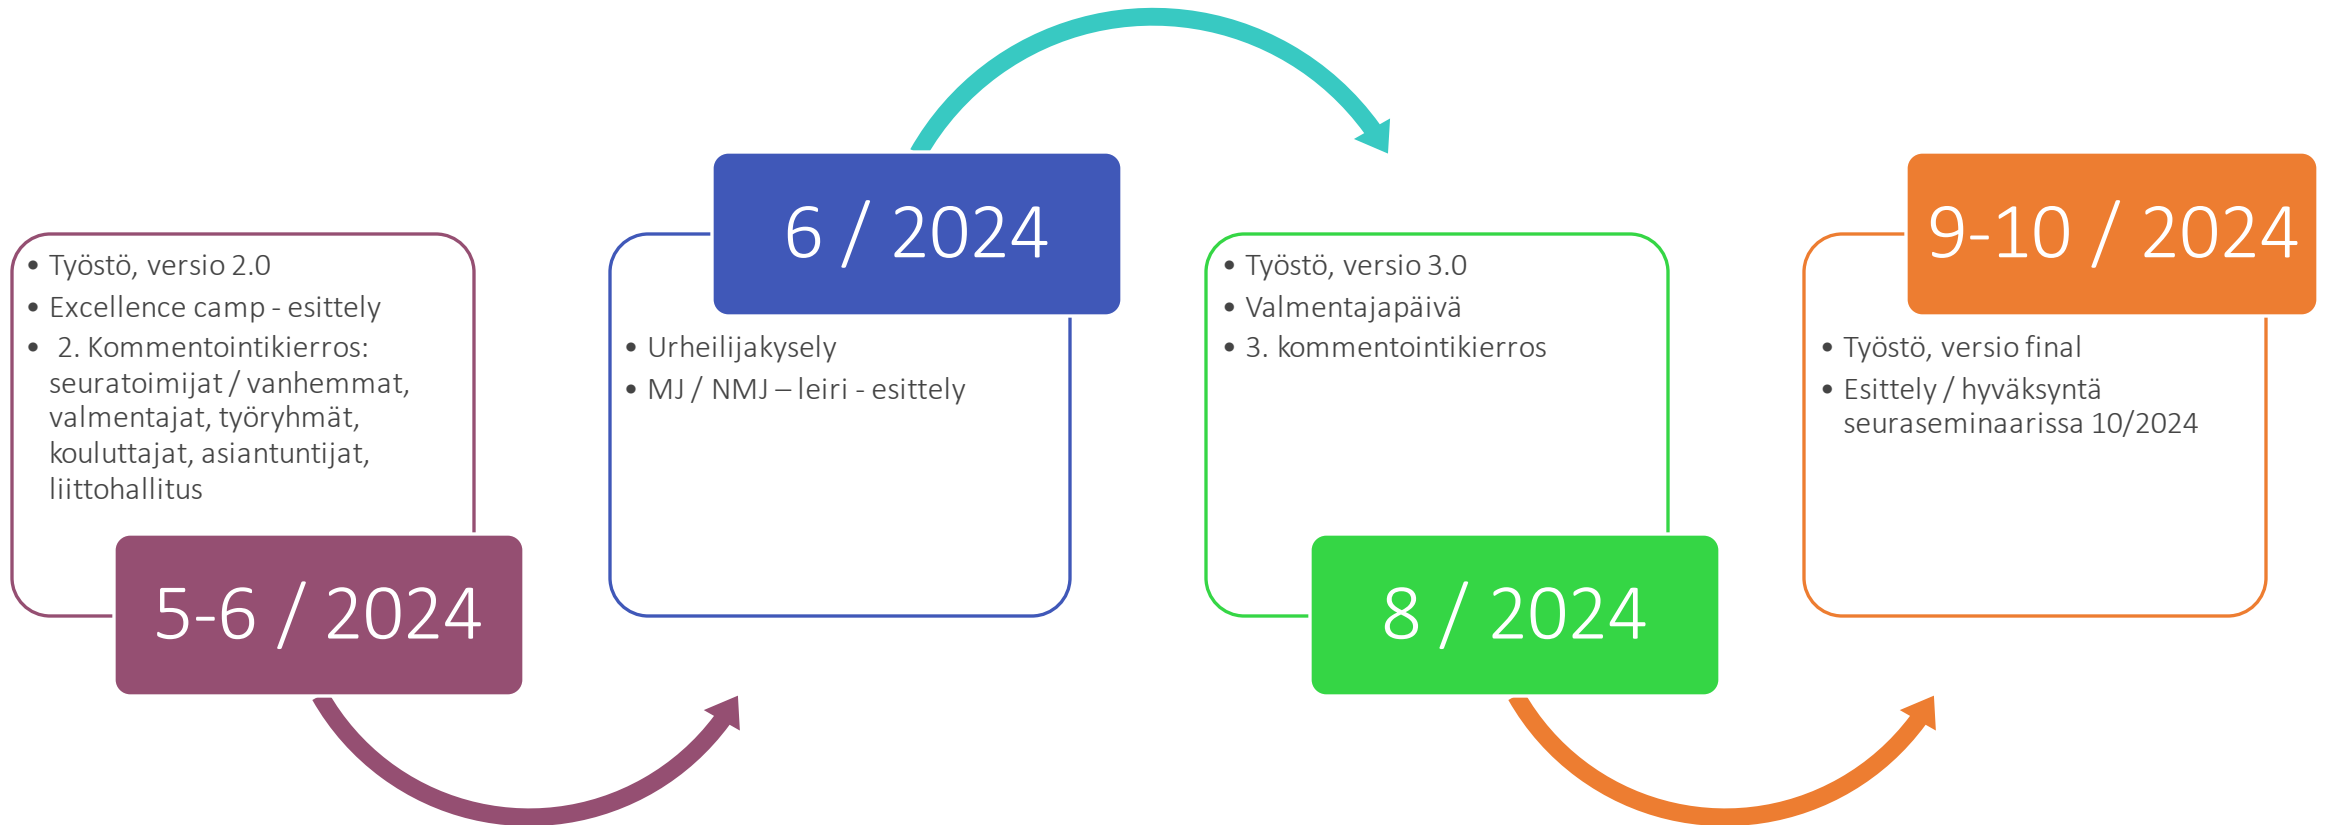 • Työstö, versio 2.0
• Excellence camp - esittely
• 2. Kommentointikierros:
seuratoimijat / vanhemmat,
valmentajat, työryhmät,
kouluttajat, asiantuntijat,
liittohallitus
5-6 / 2024
6 / 2024
• Urheilijakysely
• MJ / NMJ – leiri - esittely
• Työstö, versio 3.0
• Valmentajapäivä
• 3. kommentointikierros
8 / 2024
9-10 / 2024
• Työstö, versio final
• Esittely / hyväksyntä
seuraseminaarissa 10/2024